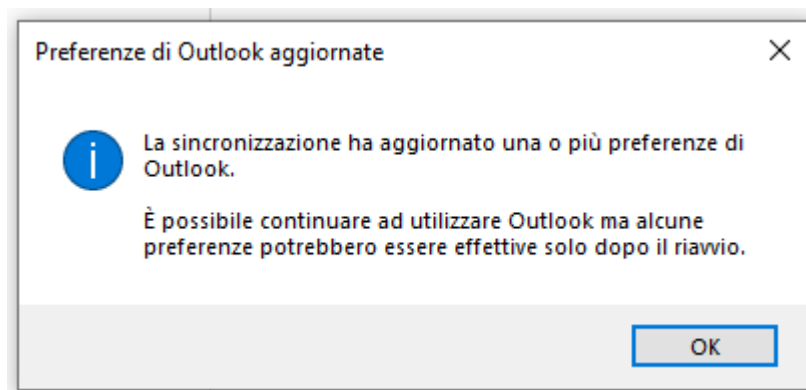 Preferenze di Outlook aggiornate
La sincronizzazione ha aggiornato una o più preferenze di
Outlook.
È possibile continuare ad utilizzare Outlook ma alcune
preferenze potrebbero essere effettive solo dopo il riavvio.
OK